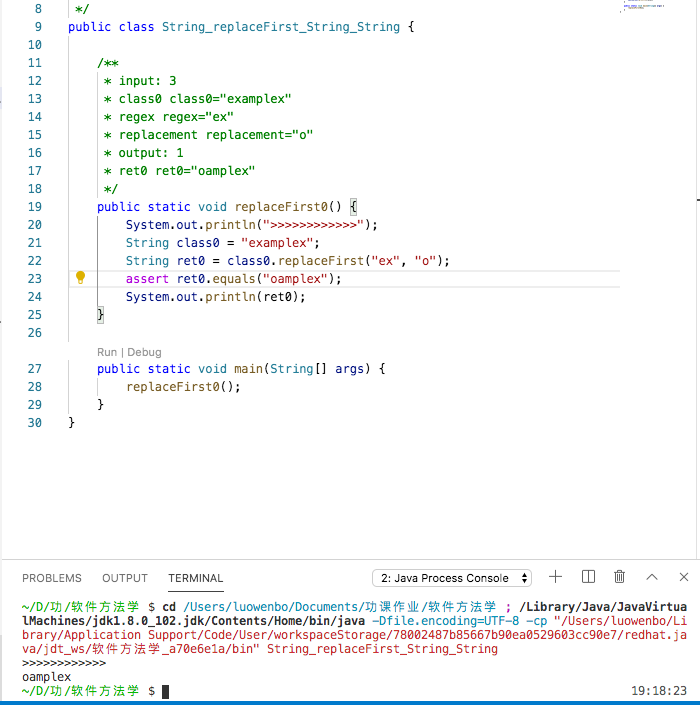 8 */
9 public class String_replaceFirst_String_String {
10
11 /**
12 * input: 3
13 * class0 class0="examplex"
14 * regex regex="ex"
15 * replacement replacement="o"
16 * output: 1
17 * ret0 ret0="oamplex"
18 */
19 public static void replaceFirst0() {
20 System.out.println(">>>>>>>>>>>>");
21 String class0 = "examplex";
22 String ret0 = class0.replaceFirst("ex", "o");
23 assert ret0.equals("oamplex");
24 System.out.println(ret0);
25 }
26
Run | Debug
27 public static void main(String[] args) {
28 replaceFirst0();
29 }
30 }
PROBLEMS OUTPUT TERMINAL 2: Java Process Console
~/D/功/软件方法学 $ cd /Users/luowenbo/Documents/功课作业/软件方法学 ; /Library/Java/JavaVirtua
lMachines/jdk1.8.0_102.jdk/Contents/Home/bin/java -Dfile.encoding=UTF-8 -cp "/Users/luowenbo/Li
brary/Application Support/Code/User/workspaceStorage/78002487b85667b90ea0529603cc90e7/redhat.ja
va/jdt_ws/软件方法学_a70e6e1a/bin" String_replaceFirst_String_String
>>>>>>>>>>>>
oamplex
~/D/功/软件方法学 $ 19:18:23